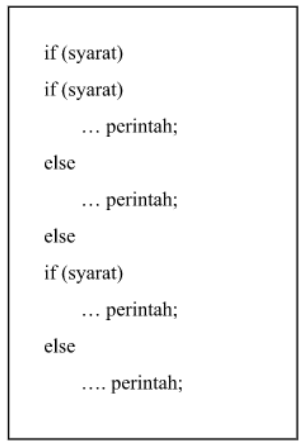 if (syarat)
if (syarat)
… perintah;
else
… perintah;
else
if (syarat)
… perintah;
else
…. perintah;